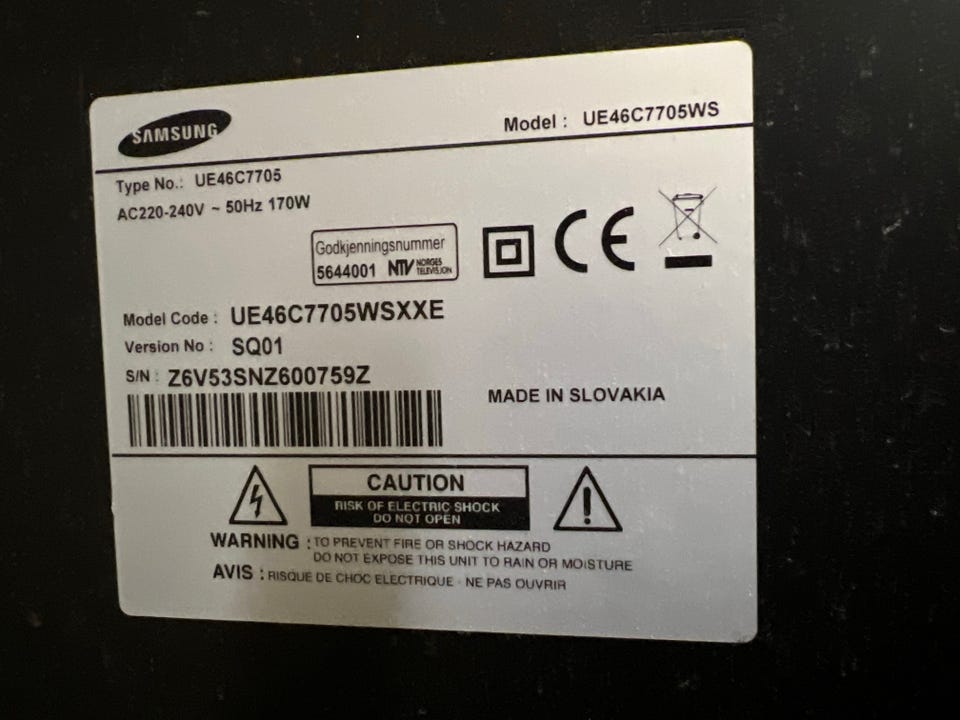 SAMSUNG
Model : UE46C7705WS
Type No.: UE46C7705
AC220-240V ~ 50Hz 170W
Godkjenningsnummer
5644001 NTV NORGES TELEVISJON
CE
Model Code : UE46C7705WSXXE
Version No : SQ01
S/N : Z6V53SNZ600759Z
MADE IN SLOVAKIA
CAUTION
RISK OF ELECTRIC SHOCK
DO NOT OPEN
WARNING : TO PREVENT FIRE OR SHOCK HAZARD
DO NOT EXPOSE THIS UNIT TO RAIN OR MOISTURE
AVIS : RISQUE DE CHOC ELECTRIQUE - NE PAS OUVRIR